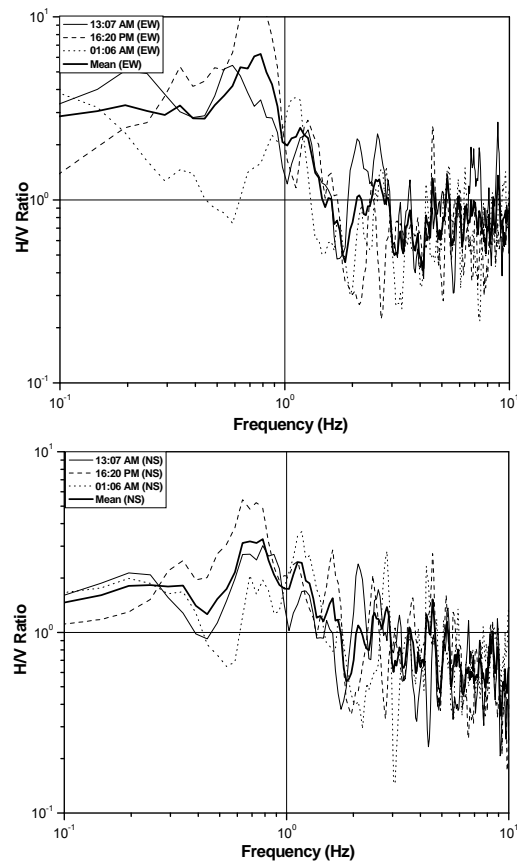 10¹
13:07 AM (EW)
16:20 PM (EW)
01:06 AM (EW)
Mean (EW)
H/V Ratio
10⁰
10⁻¹
10⁻¹ 10⁰ 10¹
Frequency (Hz)
10¹
13:07 AM (NS)
16:20 PM (NS)
01:06 AM (NS)
Mean (NS)
H/V Ratio
10⁰
10⁻¹
10⁻¹ 10⁰ 10¹
Frequency (Hz)